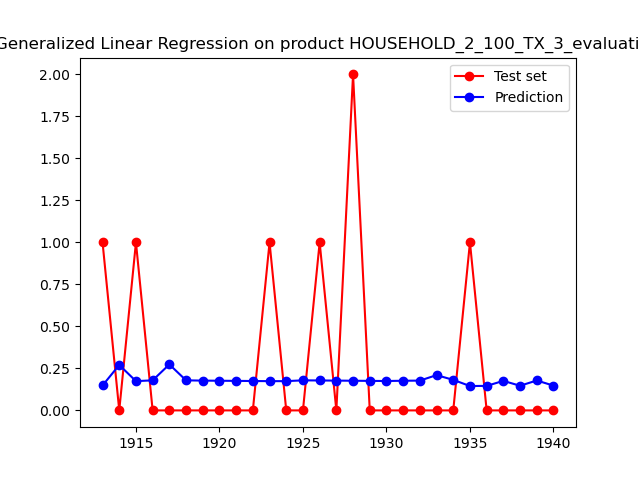 Generalized Linear Regression on product HOUSEHOLD_2_100_TX_3_evaluati
Test set
Prediction
2.00
1.75
1.50
1.25
1.00
0.75
0.50
0.25
0.00
1915 1920 1925 1930 1935 1940